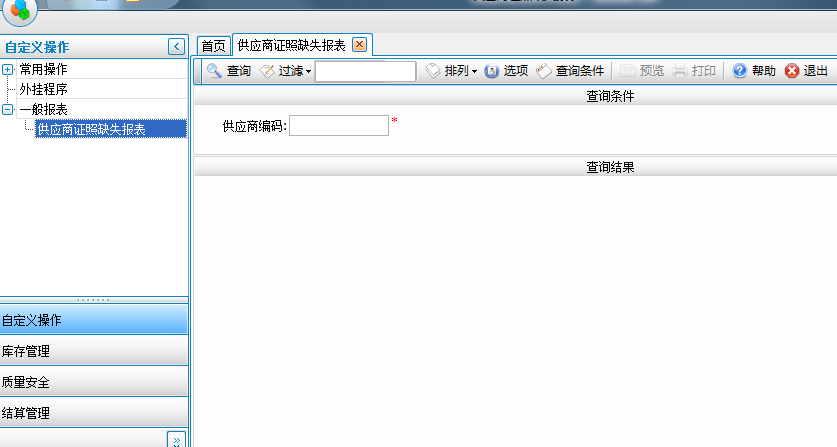 自定义操作
首页 供应商证照缺失报表
常用操作
外挂程序
一般报表
供应商证照缺失报表
查询 过滤 排列 选项 查询条件 预览 打印 帮助 退出
查询条件
供应商编码: *
查询结果
自定义操作
库存管理
质量安全
结算管理